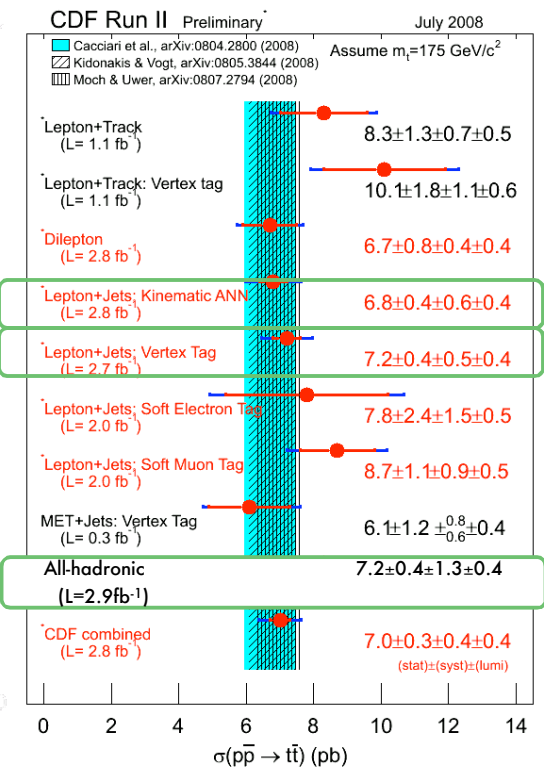 CDF Run II Preliminary* July 2008
Cacciari et al., arXiv:0804.2800 (2008)
Kidonakis & Vogt, arXiv:0805.3844 (2008)
Moch & Uwer, arXiv:0807.2794 (2008)
Assume mₜ=175 GeV/c²
*Lepton+Track
(L= 1.1 fb⁻¹)
8.3±1.3±0.7±0.5
*Lepton+Track: Vertex tag
(L= 1.1 fb⁻¹)
10.1±1.8±1.1±0.6
*Dilepton
(L= 2.8 fb⁻¹)
6.7±0.8±0.4±0.4
*Lepton+Jets: Kinematic ANN
(L= 2.8 fb⁻¹)
6.8±0.4±0.6±0.4
*Lepton+Jets: Vertex Tag
(L= 2.7 fb⁻¹)
7.2±0.4±0.5±0.4
*Lepton+Jets: Soft Electron Tag
(L= 2.0 fb⁻¹)
7.8±2.4±1.5±0.5
*Lepton+Jets: Soft Muon Tag
(L= 2.0 fb⁻¹)
8.7±1.1±0.9±0.5
MET+Jets: Vertex Tag
(L= 0.3 fb⁻¹)
6.1±1.2 ±0.8 0.6±0.4
All-hadronic
(L=2.9fb⁻¹)
7.2±0.4±1.3±0.4
*CDF combined
(L= 2.8 fb⁻¹)
7.0±0.3±0.4±0.4
(stat)±(syst)±(lumi)
0 2 4 6 8 10 12 14
σ(pp̅ → tt̅) (pb)